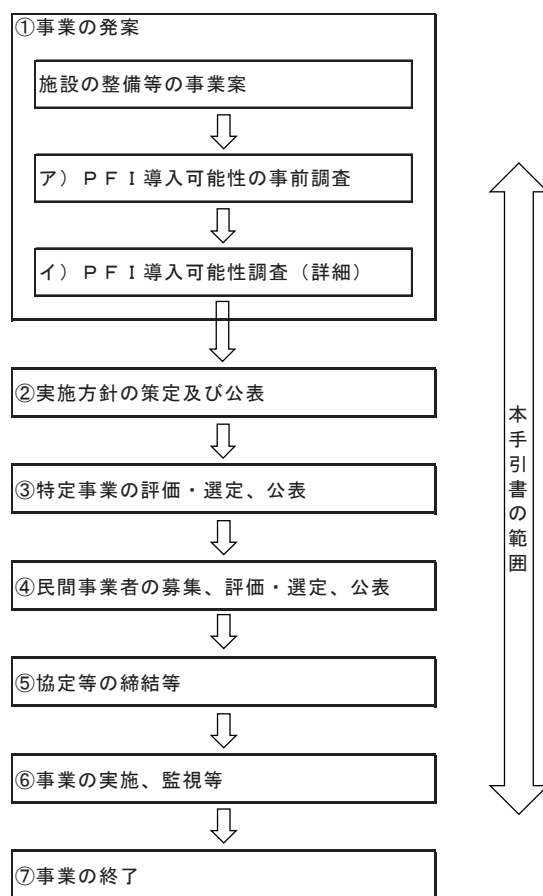 ①事業の発案
施設の整備等の事業案
ア）ＰＦＩ導入可能性の事前調査
イ）ＰＦＩ導入可能性調査（詳細）
②実施方針の策定及び公表
③特定事業の評価・選定、公表
④民間事業者の募集、評価・選定、公表
⑤協定等の締結等
⑥事業の実施、監視等
⑦事業の終了
本手引書の範囲